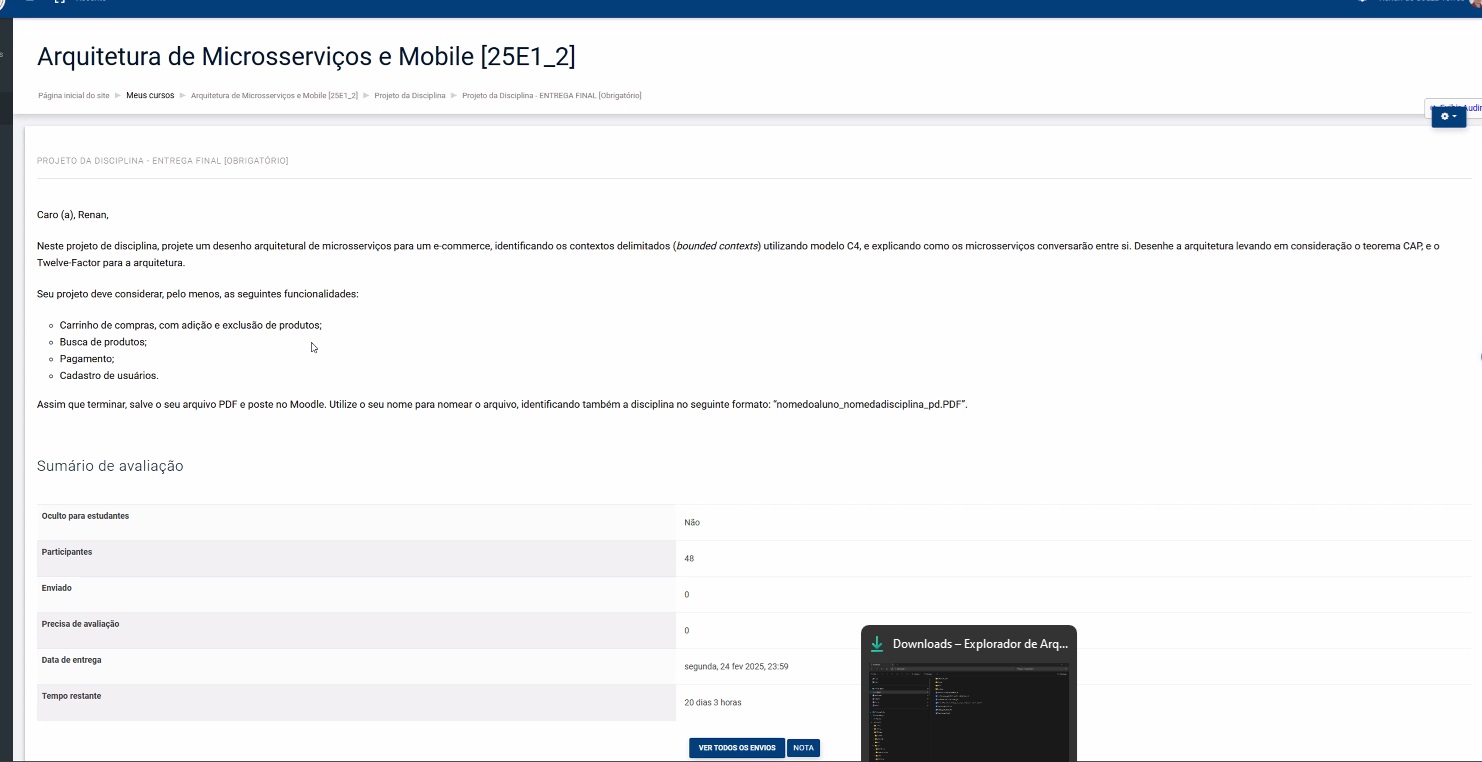 Arquitetura de Microsserviços e Mobile [25E1_2]
Página inicial do site ► Meus cursos ► Arquitetura de Microsserviços e Mobile [25E1_2] ► Projeto da Disciplina ► Projeto da Disciplina - ENTREGA FINAL [Obrigatório]
PROJETO DA DISCIPLINA - ENTREGA FINAL [OBRIGATÓRIO]
Caro (a), Renan,
Neste projeto de disciplina, projete um desenho arquitetural de microsserviços para um e-commerce, identificando os contextos delimitados (bounded contexts) utilizando modelo C4, e explicando como os microsserviços conversarão entre si. Desenhe a arquitetura levando em consideração o teorema CAP, e o
Twelve-Factor para a arquitetura.
Seu projeto deve considerar, pelo menos, as seguintes funcionalidades:
Carrinho de compras, com adição e exclusão de produtos;
Busca de produtos;
Pagamento;
Cadastro de usuários.
Assim que terminar, salve o seu arquivo PDF e poste no Moodle. Utilize o seu nome para nomear o arquivo, identificando também a disciplina no seguinte formato: “nomedoaluno_nomedadisciplina_pd.PDF”.
Sumário de avaliação
Oculto para estudantes
Não
Participantes
48
Enviado
0
Precisa de avaliação
0
Data de entrega
segunda, 24 fev 2025, 23:59
Tempo restante
20 dias 3 horas
Downloads – Explorador de Arq...
VER TODOS OS ENVIOS
NOTA